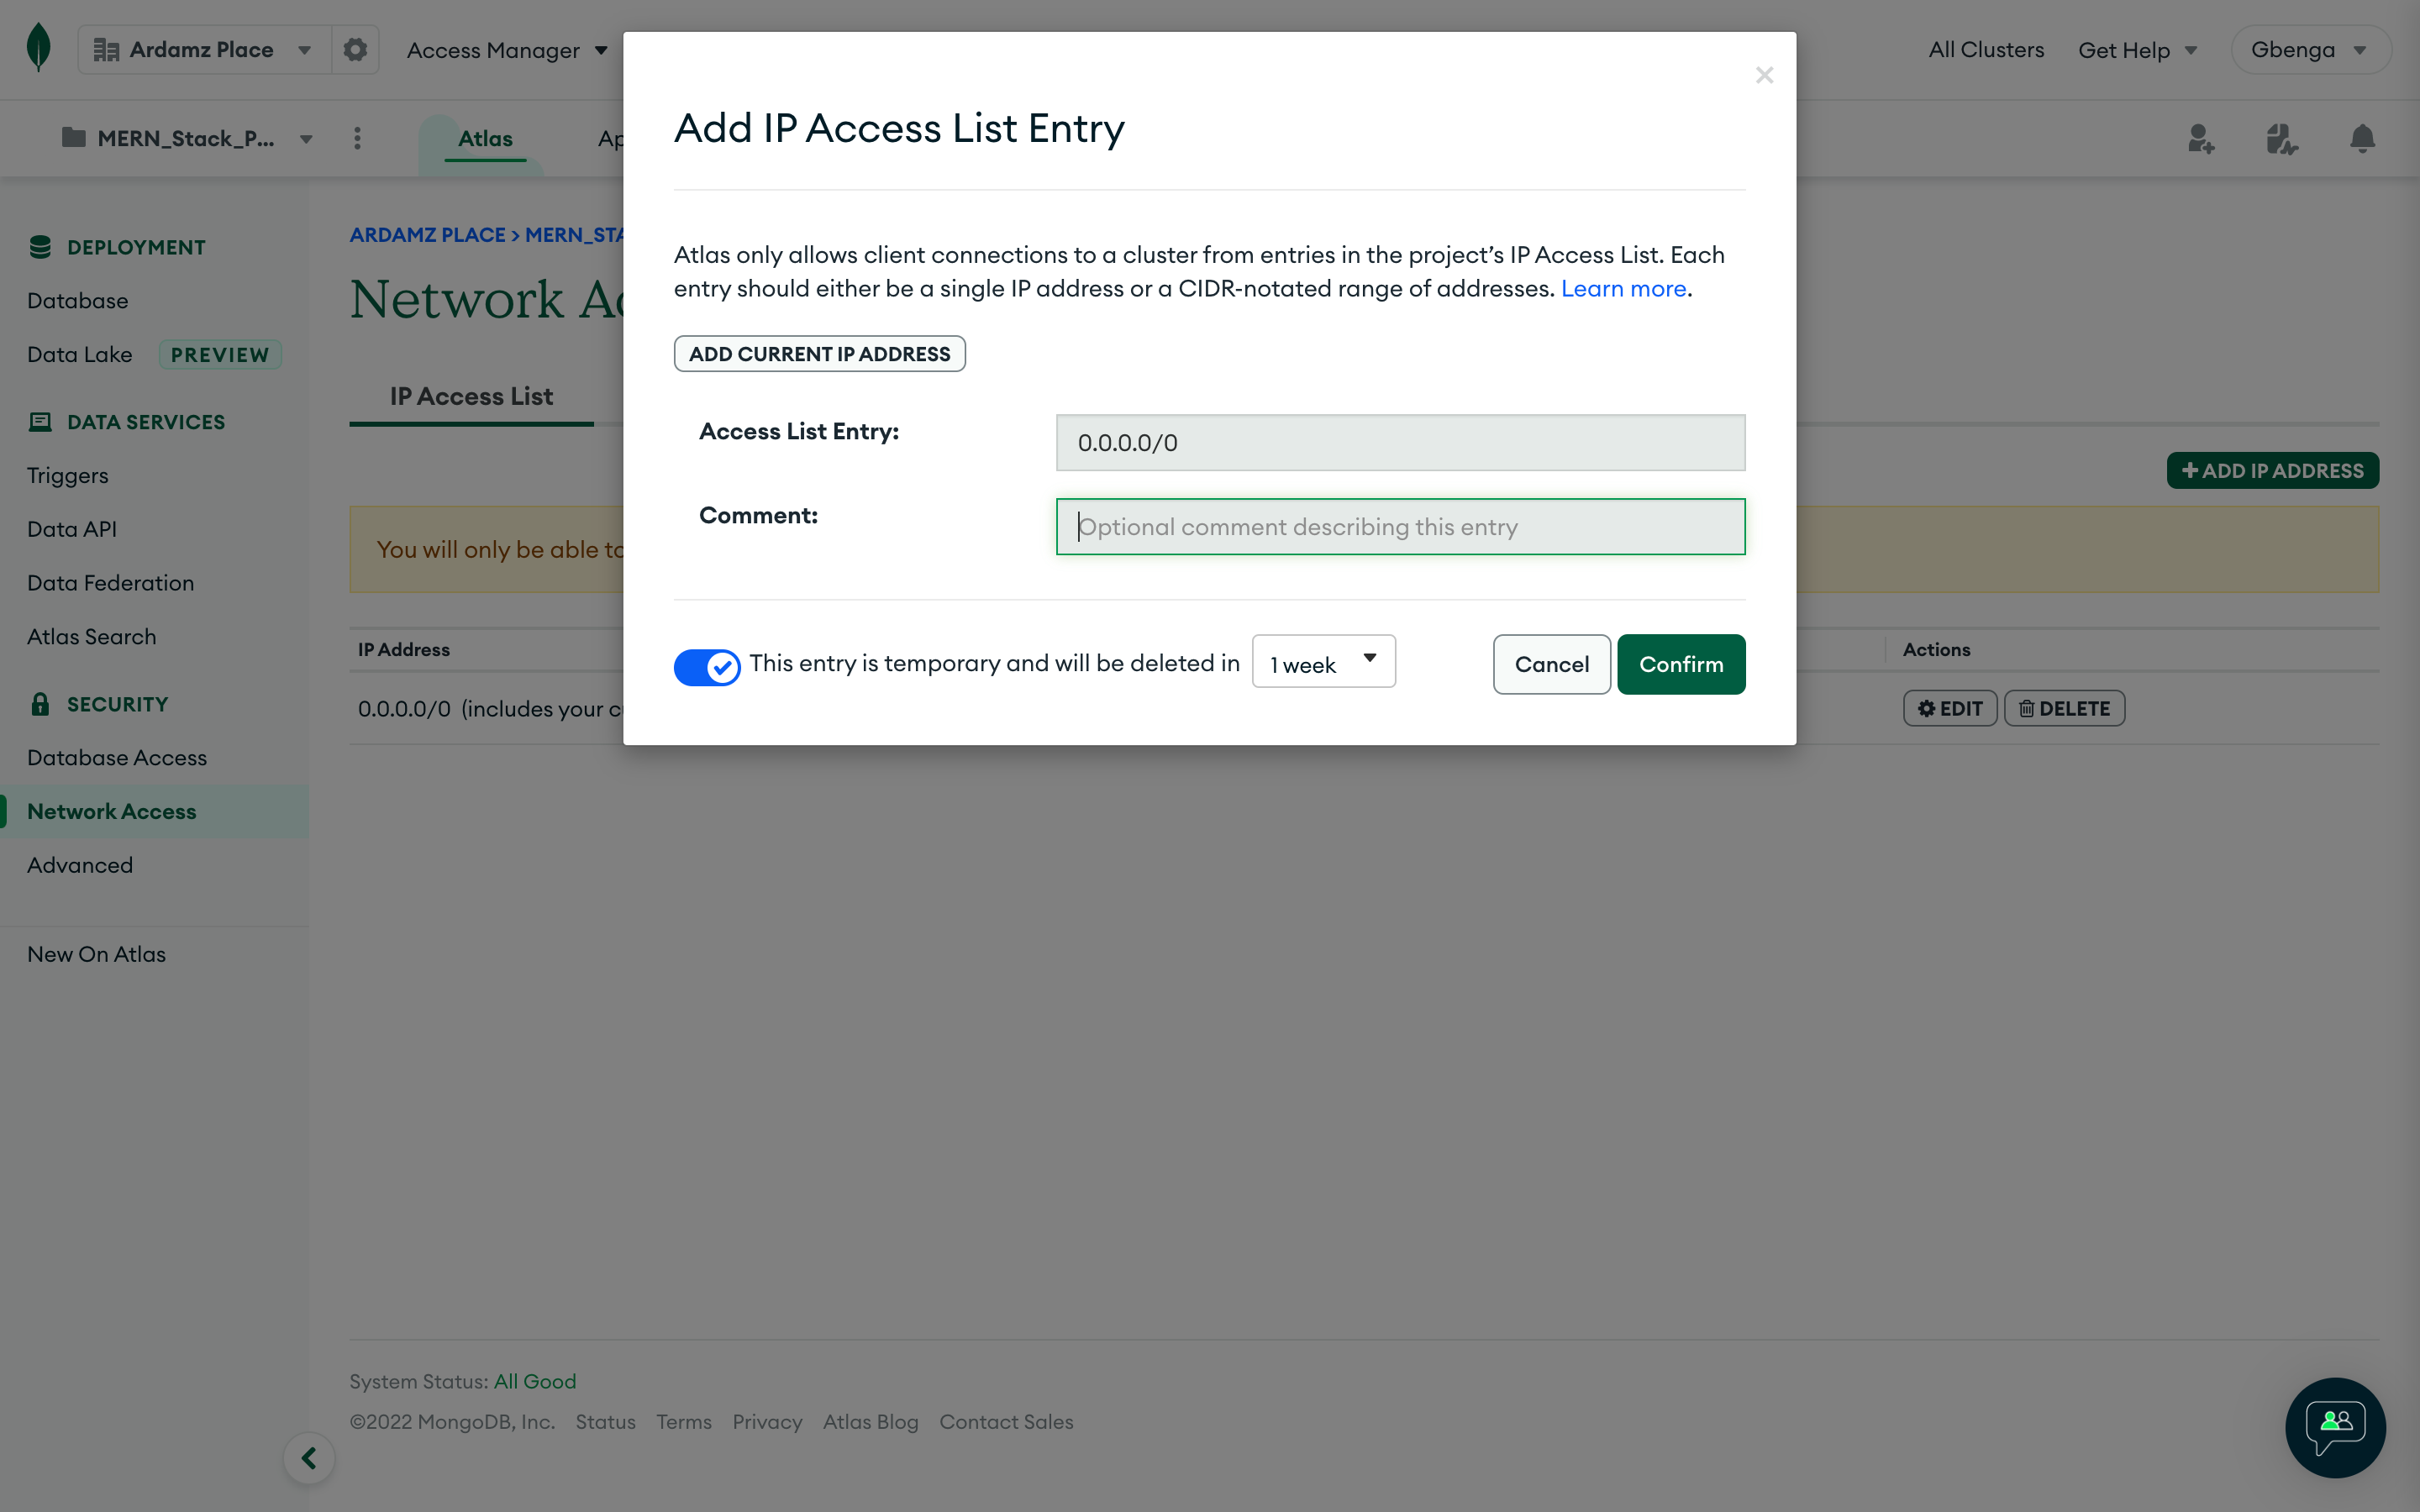 Ardamz Place
Access Manager
All Clusters
Get Help
Gbenga
MERN_Stack_P...
Atlas
Ap
Add IP Access List Entry
Atlas only allows client connections to a cluster from entries in the project’s IP Access List. Each
entry should either be a single IP address or a CIDR-notated range of addresses. Learn more.
ADD CURRENT IP ADDRESS
Access List Entry:
0.0.0.0/0
Comment:
Optional comment describing this entry
This entry is temporary and will be deleted in
1 week
Cancel
Confirm
DEPLOYMENT
Database
Data Lake PREVIEW
DATA SERVICES
Triggers
Data API
Data Federation
Atlas Search
SECURITY
Database Access
Network Access
Advanced
New On Atlas
ARDAMZ PLACE > MERN_STA
Network Ac
IP Access List
+ ADD IP ADDRESS
You will only be able to
IP Address
Actions
0.0.0.0/0 (includes your c
EDIT
DELETE
System Status: All Good
©2022 MongoDB, Inc. Status Terms Privacy Atlas Blog Contact Sales